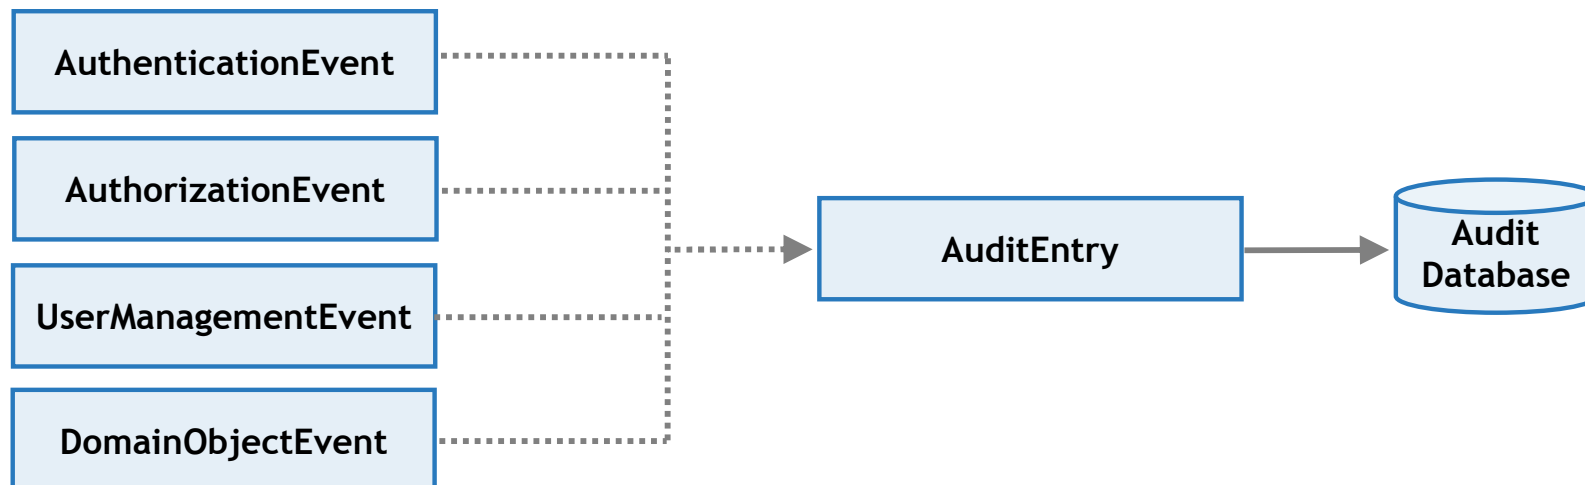 AuthenticationEvent
AuthorizationEvent
UserManagementEvent
DomainObjectEvent
AuditEntry
Audit
Database